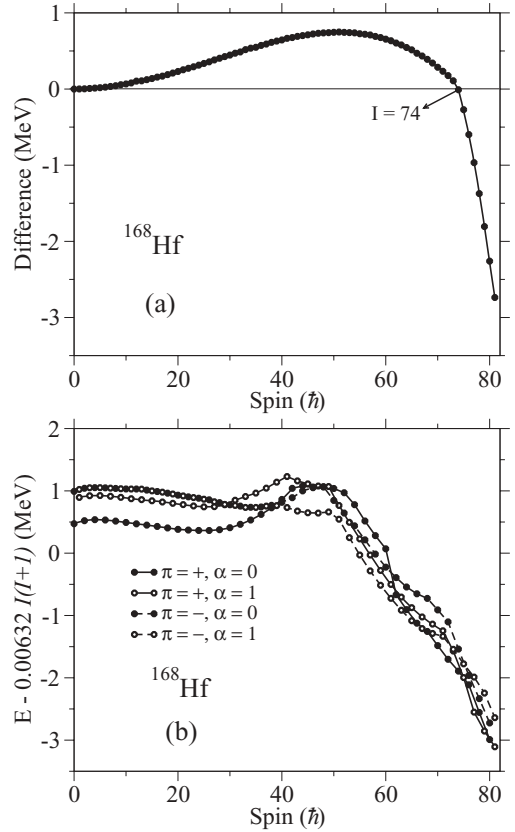 1
0
-1
-2
-3
Difference (MeV)
I = 74
¹⁶⁸Hf
(a)
0 20 40 60 80
Spin (ℏ)
2
1
0
-1
-2
-3
E - 0.00632 I(I+1) (MeV)
π = +, α = 0
π = +, α = 1
π = −, α = 0
π = −, α = 1
¹⁶⁸Hf
(b)
0 20 40 60 80
Spin (ℏ)